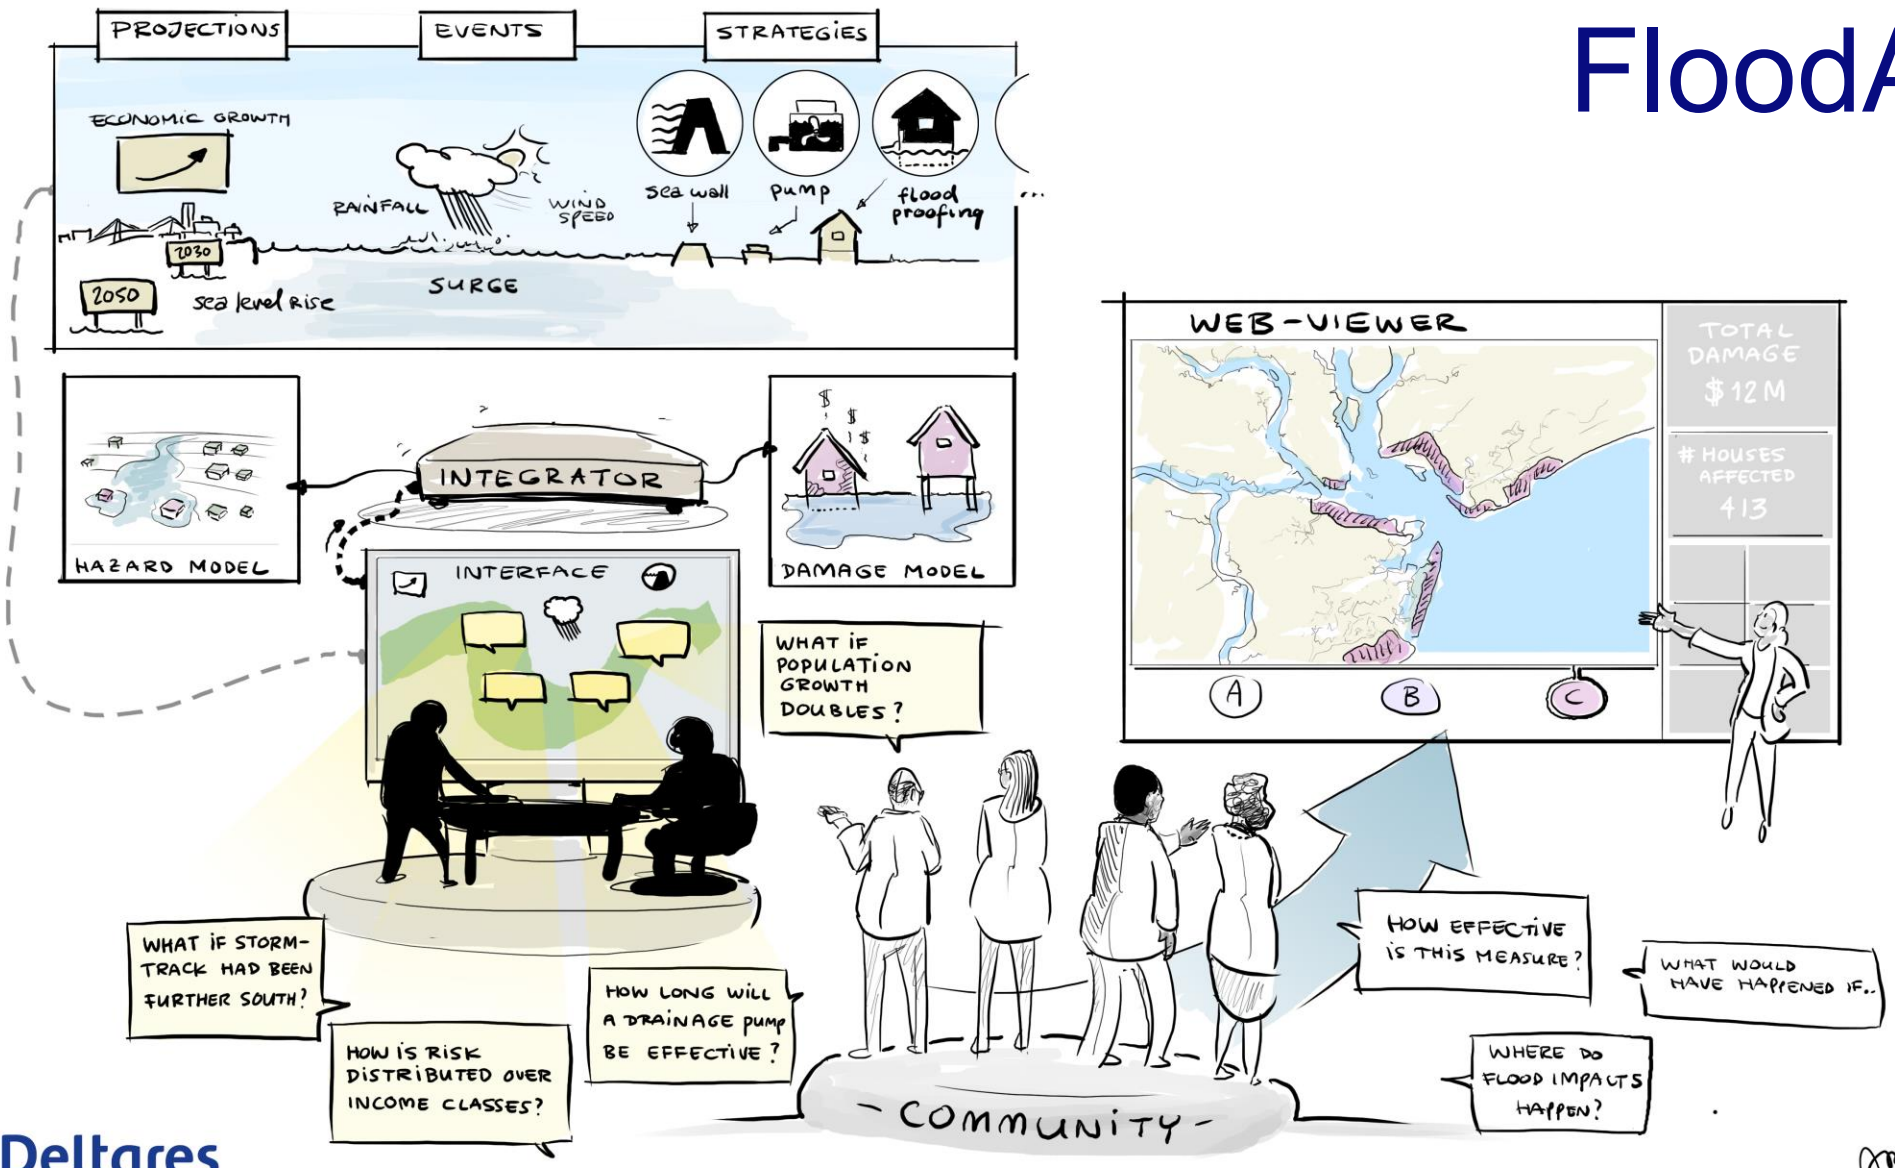 FloodA
PROJECTIONS
EVENTS
STRATEGIES
ECONOMIC GROWTH
RAINFALL
WIND
SPEED
sea wall
pump
flood
proofing
...
2030
2050
sea level rise
SURGE
HAZARD MODEL
INTEGRATOR
$
$
$
DAMAGE MODEL
INTERFACE
WEB-VIEWER
TOTAL
DAMAGE
$12M
# HOUSES
AFFECTED
413
A
B
C
WHAT IF
POPULATION
GROWTH
DOUBLES?
WHAT IF STORM-
TRACK HAD BEEN
FURTHER SOUTH?
HOW IS RISK
DISTRIBUTED OVER
INCOME CLASSES?
HOW LONG WILL
A DRAINAGE PUMP
BE EFFECTIVE?
HOW EFFECTIVE
IS THIS MEASURE?
WHAT WOULD
HAVE HAPPENED IF..
WHERE DO
FLOOD IMPACTS
HAPPEN?
- COMMUNITY -
Deltares